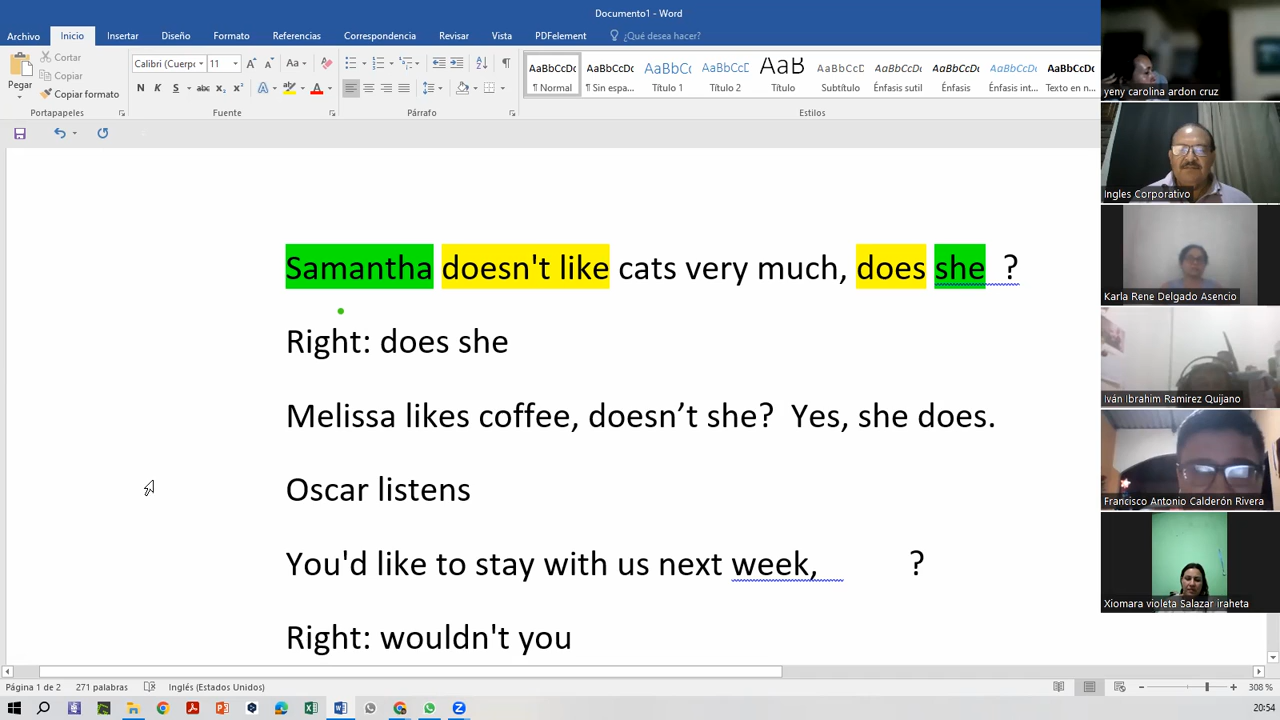 Documento1 - Word
Archivo Inicio Insertar Diseño Formato Referencias Correspondencia Revisar Vista PDFelement ¿Qué desea hacer?
Pegar
Cortar
Copiar
Copiar formato
Portapapeles
Calibri (Cuerpo 11
N K S abc x₂ x²
Fuente
Párrafo
AaBbCcDc AaBbCcDc AaBbCc AaBbCcD AaB AaBbCcD AaBbCcDc AaBbCcDc AaBbCcDc AaBbCcDc
¶ Normal ¶ Sin espa... Título 1 Título 2 Título Subtítulo Énfasis sutil Énfasis Énfasis int... Texto en n...
Estilos
Samantha doesn't like cats very much, does she ?
Right: does she
Melissa likes coffee, doesn’t she? Yes, she does.
Oscar listens
You'd like to stay with us next week, ?
Right: wouldn't you
yeny carolina ardon cruz
Ingles Corporativo
Karla Rene Delgado Asencio
Iván Ibrahim Ramirez Quijano
Francisco Antonio Calderón Rivera
Xiomara violeta Salazar iraheta
Página 1 de 2 271 palabras Inglés (Estados Unidos) 308 %
20:54